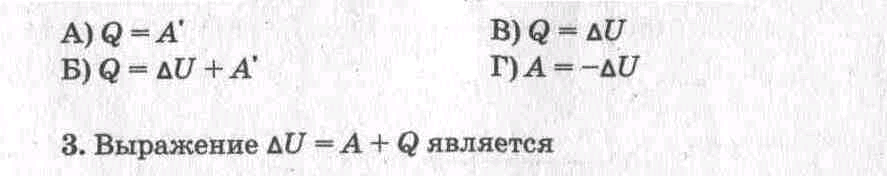 А) Q = A' В) Q = ΔU
Б) Q = ΔU + A' Г) A = −ΔU
3. Выражение ΔU = A + Q является